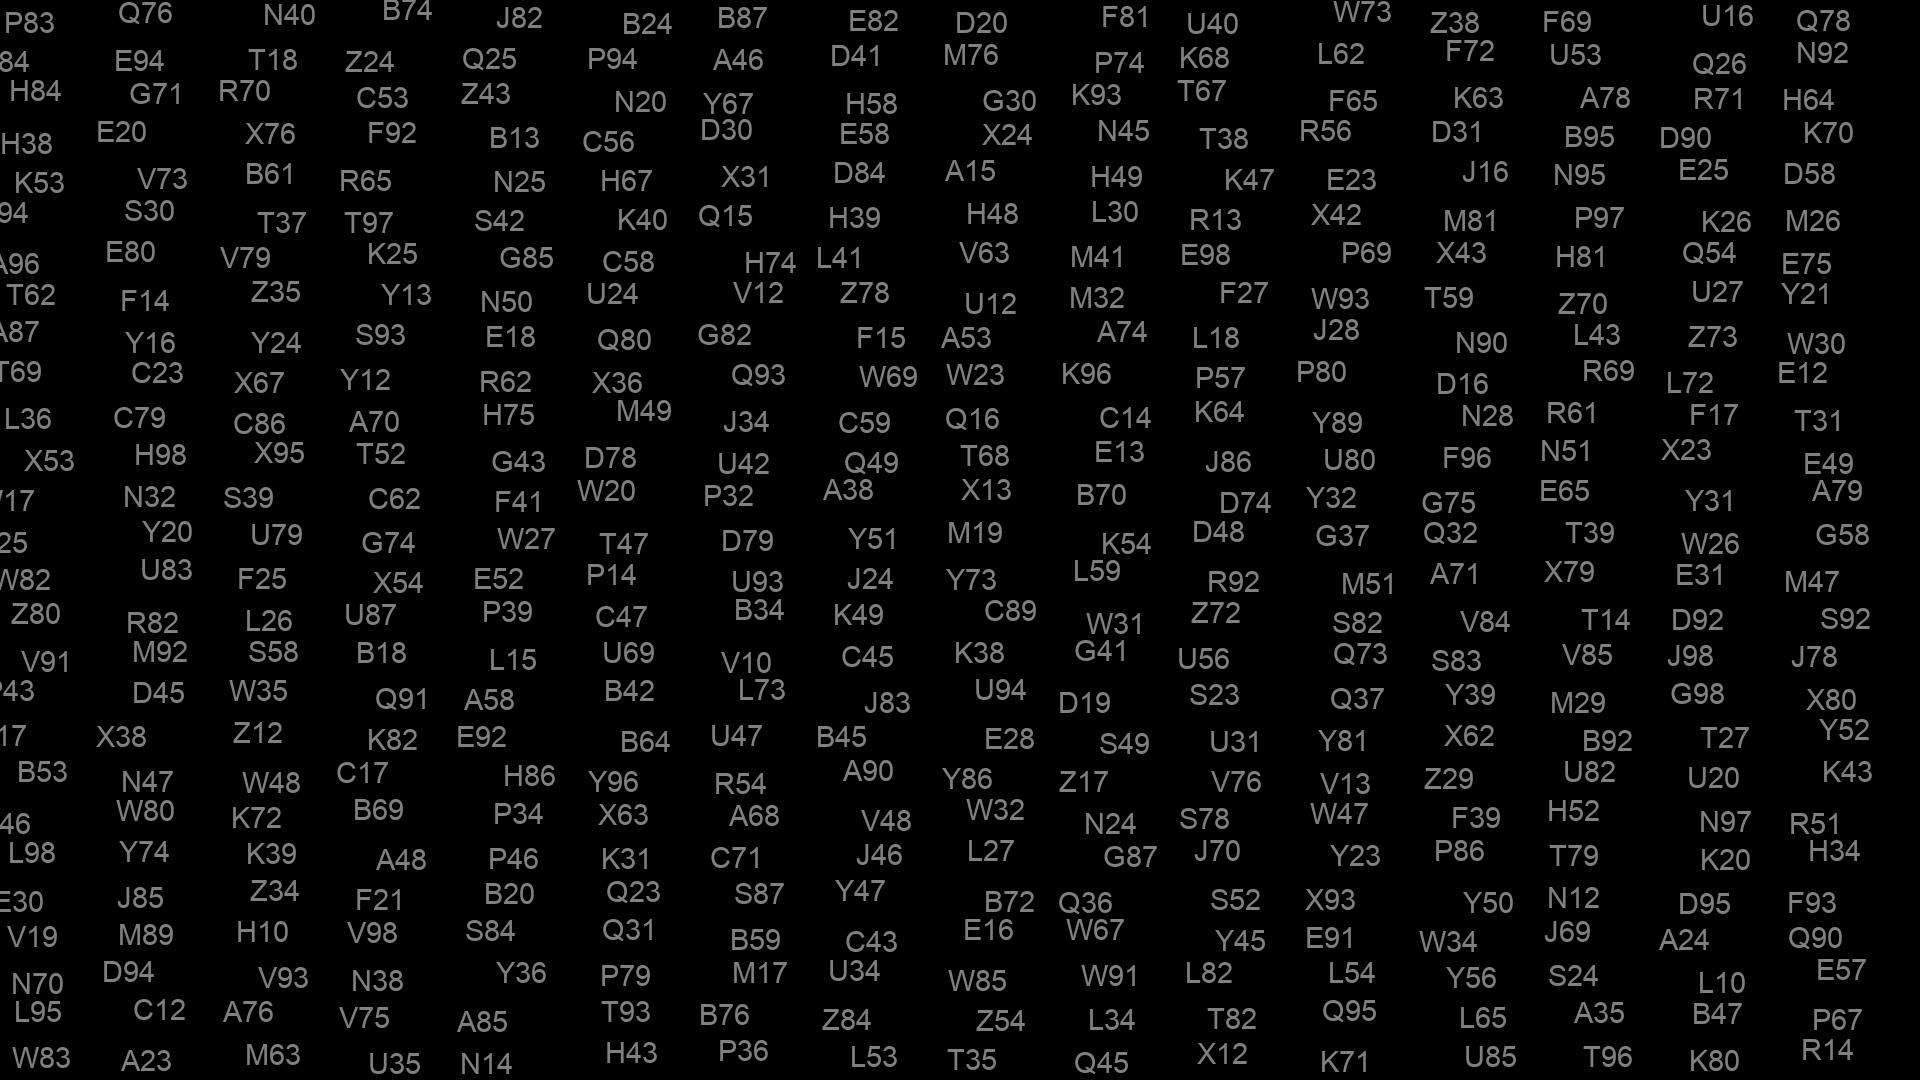 P83 Q76 N40 B74 J82 B24 B87 E82 D20 F81 U40 W73 Z38 F69 U16 Q78
84 E94 T18 Z24 Q25 P94 A46 D41 M76 P74 K68 L62 F72 U53 Q26 N92
H84 G71 R70 C53 Z43 N20 Y67 H58 G30 K93 T67 F65 K63 A78 R71 H64
H38 E20 X76 F92 B13 C56 D30 E58 X24 N45 T38 R56 D31 B95 D90 K70
K53 V73 B61 R65 N25 H67 X31 D84 A15 H49 K47 E23 J16 N95 E25 D58
94 S30 T37 T97 S42 K40 Q15 H39 H48 L30 R13 X42 M81 P97 K26 M26
A96 E80 V79 K25 G85 C58 H74 L41 V63 M41 E98 P69 X43 H81 Q54 E75
T62 F14 Z35 Y13 N50 U24 V12 Z78 U12 M32 F27 W93 T59 Z70 U27 Y21
A87 Y16 Y24 S93 E18 Q80 G82 F15 A53 A74 L18 J28 N90 L43 Z73 W30
T69 C23 X67 Y12 R62 X36 Q93 W69 W23 K96 P57 P80 D16 R69 L72 E12
L36 C79 C86 A70 H75 M49 J34 C59 Q16 C14 K64 Y89 N28 R61 F17 T31
X53 H98 X95 T52 G43 D78 U42 Q49 T68 E13 J86 U80 F96 N51 X23 E49
17 N32 S39 C62 F41 W20 P32 A38 X13 B70 D74 Y32 G75 E65 Y31 A79
25 Y20 U79 G74 W27 T47 D79 Y51 M19 K54 D48 G37 Q32 T39 W26 G58
W82 U83 F25 X54 E52 P14 U93 J24 Y73 L59 R92 M51 A71 X79 E31 M47
Z80 R82 L26 U87 P39 C47 B34 K49 C89 W31 Z72 S82 V84 T14 D92 S92
V91 M92 S58 B18 L15 U69 V10 C45 K38 G41 U56 Q73 S83 V85 J98 J78
43 D45 W35 Q91 A58 B42 L73 J83 U94 D19 S23 Q37 Y39 M29 G98 X80
17 X38 Z12 K82 E92 B64 U47 B45 E28 S49 U31 Y81 X62 B92 T27 Y52
B53 N47 W48 C17 H86 Y96 R54 A90 Y86 Z17 V76 V13 Z29 U82 U20 K43
46 W80 K72 B69 P34 X63 A68 V48 W32 N24 S78 W47 F39 H52 N97 R51
L98 Y74 K39 A48 P46 K31 C71 J46 L27 G87 J70 Y23 P86 T79 K20 H34
E30 J85 Z34 F21 B20 Q23 S87 Y47 B72 Q36 S52 X93 Y50 N12 D95 F93
V19 M89 H10 V98 S84 Q31 B59 C43 E16 W67 Y45 E91 W34 J69 A24 Q90
N70 D94 V93 N38 Y36 P79 M17 U34 W85 W91 L82 L54 Y56 S24 L10 E57
L95 C12 A76 V75 A85 T93 B76 Z84 Z54 L34 T82 Q95 L65 A35 B47 P67
W83 A23 M63 U35 N14 H43 P36 L53 T35 Q45 X12 K71 U85 T96 K80 R14